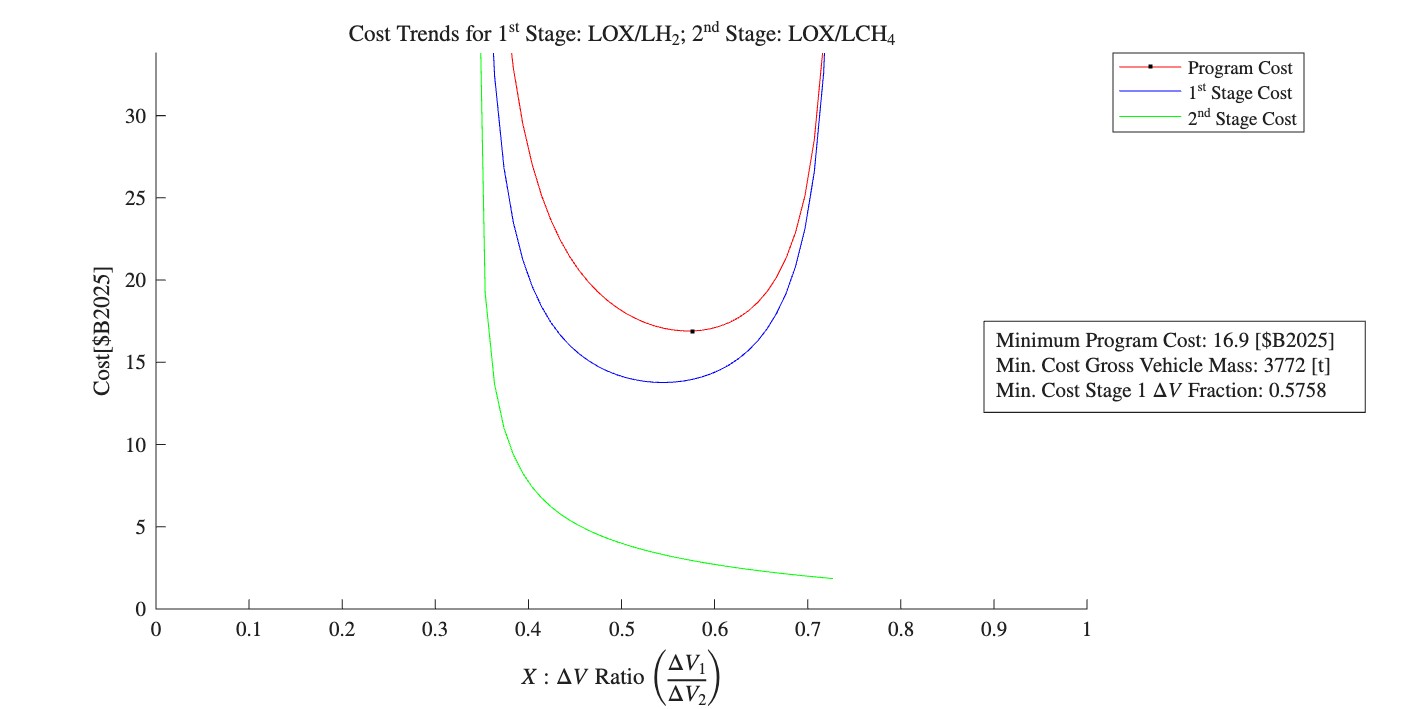 Cost Trends for 1st Stage: LOX/LH2; 2nd Stage: LOX/LCH4
Program Cost
1st Stage Cost
2nd Stage Cost
Cost[$B2025]
30
25
20
15
10
5
0
Minimum Program Cost: 16.9 [$B2025]
Min. Cost Gross Vehicle Mass: 3772 [t]
Min. Cost Stage 1 ΔV Fraction: 0.5758
0 0.1 0.2 0.3 0.4 0.5 0.6 0.7 0.8 0.9 1
X : ΔV Ratio (ΔV1/ΔV2)